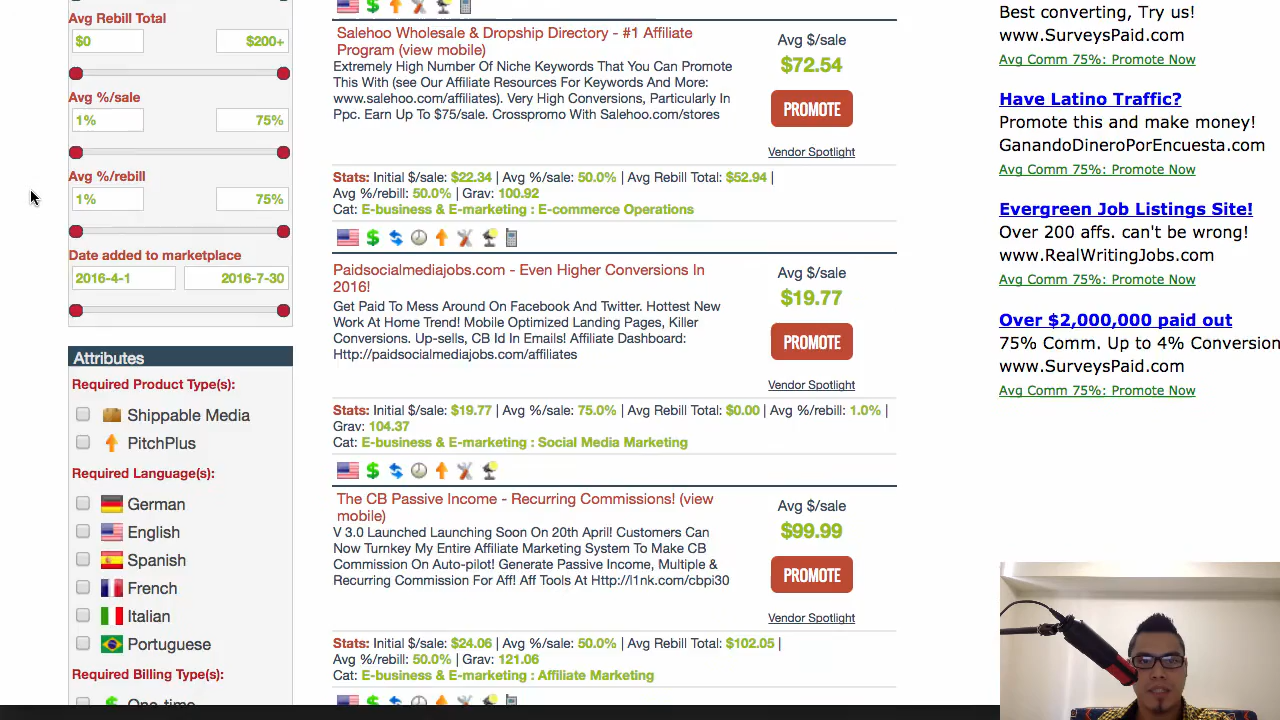 Avg Rebill Total
$0 $200+
Avg %/sale
1% 75%
Avg %/rebill
1% 75%
Date added to marketplace
2016-4-1 2016-7-30
Attributes
Required Product Type(s):
Shippable Media
PitchPlus
Required Language(s):
German
English
Spanish
French
Italian
Portuguese
Required Billing Type(s):
One-time
Salehoo Wholesale & Dropship Directory - #1 Affiliate
Program (view mobile)
Extremely High Number Of Niche Keywords That You Can Promote
This With (see Our Affiliate Resources For Keywords And More:
www.salehoo.com/affiliates). Very High Conversions, Particularly In
Ppc. Earn Up To $75/sale. Crosspromo With Salehoo.com/stores
Avg $/sale
$72.54
PROMOTE
Vendor Spotlight
Stats: Initial $/sale: $22.34 | Avg %/sale: 50.0% | Avg Rebill Total: $52.94 |
Avg %/rebill: 50.0% | Grav: 100.92
Cat: E-business & E-marketing : E-commerce Operations
Paidsocialmediajobs.com - Even Higher Conversions In
2016!
Get Paid To Mess Around On Facebook And Twitter. Hottest New
Work At Home Trend! Mobile Optimized Landing Pages, Killer
Conversions. Up-sells, CB Id In Emails! Affiliate Dashboard:
Http://paidsocialmediajobs.com/affiliates
Avg $/sale
$19.77
PROMOTE
Vendor Spotlight
Stats: Initial $/sale: $19.77 | Avg %/sale: 75.0% | Avg Rebill Total: $0.00 | Avg %/rebill: 1.0% |
Grav: 104.37
Cat: E-business & E-marketing : Social Media Marketing
The CB Passive Income - Recurring Commissions! (view
mobile)
V 3.0 Launched Launching Soon On 20th April! Customers Can
Now Turnkey My Entire Affiliate Marketing System To Make CB
Commission On Auto-pilot! Generate Passive Income, Multiple &
Recurring Commission For Aff! Aff Tools At Http://l1nk.com/cbpi30
Avg $/sale
$99.99
PROMOTE
Vendor Spotlight
Stats: Initial $/sale: $24.06 | Avg %/sale: 50.0% | Avg Rebill Total: $102.05 |
Avg %/rebill: 50.0% | Grav: 121.06
Cat: E-business & E-marketing : Affiliate Marketing
Best converting, Try us!
www.SurveysPaid.com
Avg Comm 75%: Promote Now
Have Latino Traffic?
Promote this and make money!
GanandoDineroPorEncuesta.com
Avg Comm 75%: Promote Now
Evergreen Job Listings Site!
Over 200 affs. can't be wrong!
www.RealWritingJobs.com
Avg Comm 75%: Promote Now
Over $2,000,000 paid out
75% Comm. Up to 4% Conversion
www.SurveysPaid.com
Avg Comm 75%: Promote Now